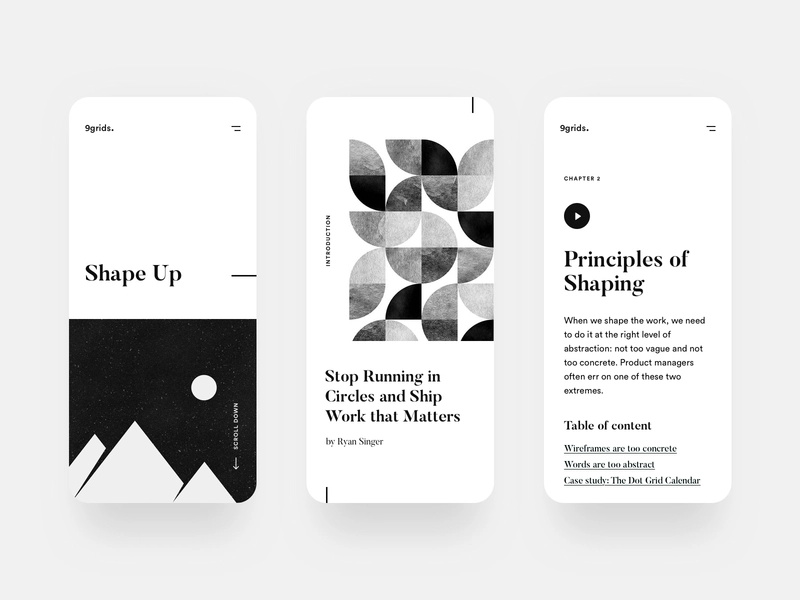 9grids.
Shape Up
SCROLL DOWN
INTRODUCTION
Stop Running in
Circles and Ship
Work that Matters
by Ryan Singer
9grids.
CHAPTER 2
Principles of
Shaping
When we shape the work, we need
to do it at the right level of
abstraction: not too vague and not
too concrete. Product managers
often err on one of these two
extremes.
Table of content
Wireframes are too concrete
Words are too abstract
Case study: The Dot Grid Calendar